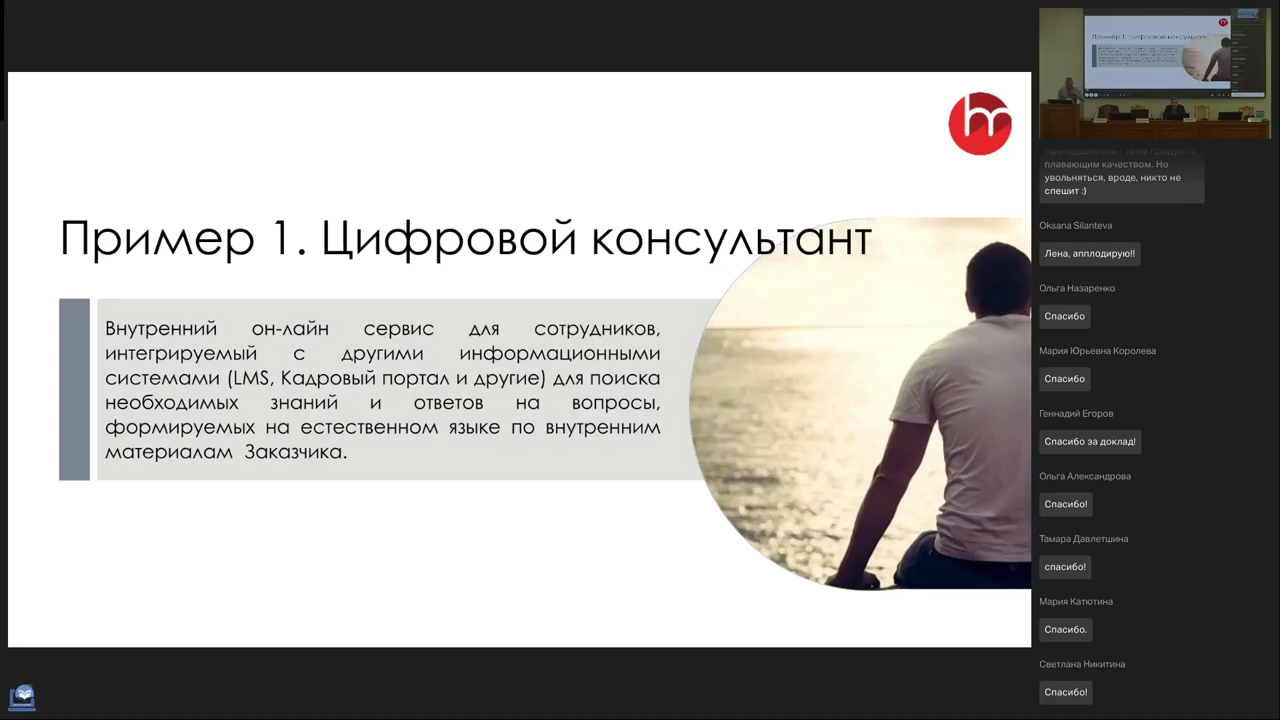 hr
Пример 1. Цифровой консультант
Внутренний он-лайн сервис для сотрудников,
интегрируемый с другими информационными
системами (LMS, Кадровый портал и другие) для поиска
необходимых знаний и ответов на вопросы,
формируемых на естественном языке по внутренним
материалам Заказчика.
Пример 1. Цифровой консультант
плавающим качеством. Но
увольняться, вроде, никто не
спешит :)
Oksana Silanteva
Лена, апплодирую!!
Ольга Назаренко
Спасибо
Мария Юрьевна Королева
Спасибо
Геннадий Егоров
Спасибо за доклад!
Ольга Александрова
Спасибо!
Тамара Давлетшина
спасибо!
Мария Катютина
Спасибо.
Светлана Никитина
Спасибо!